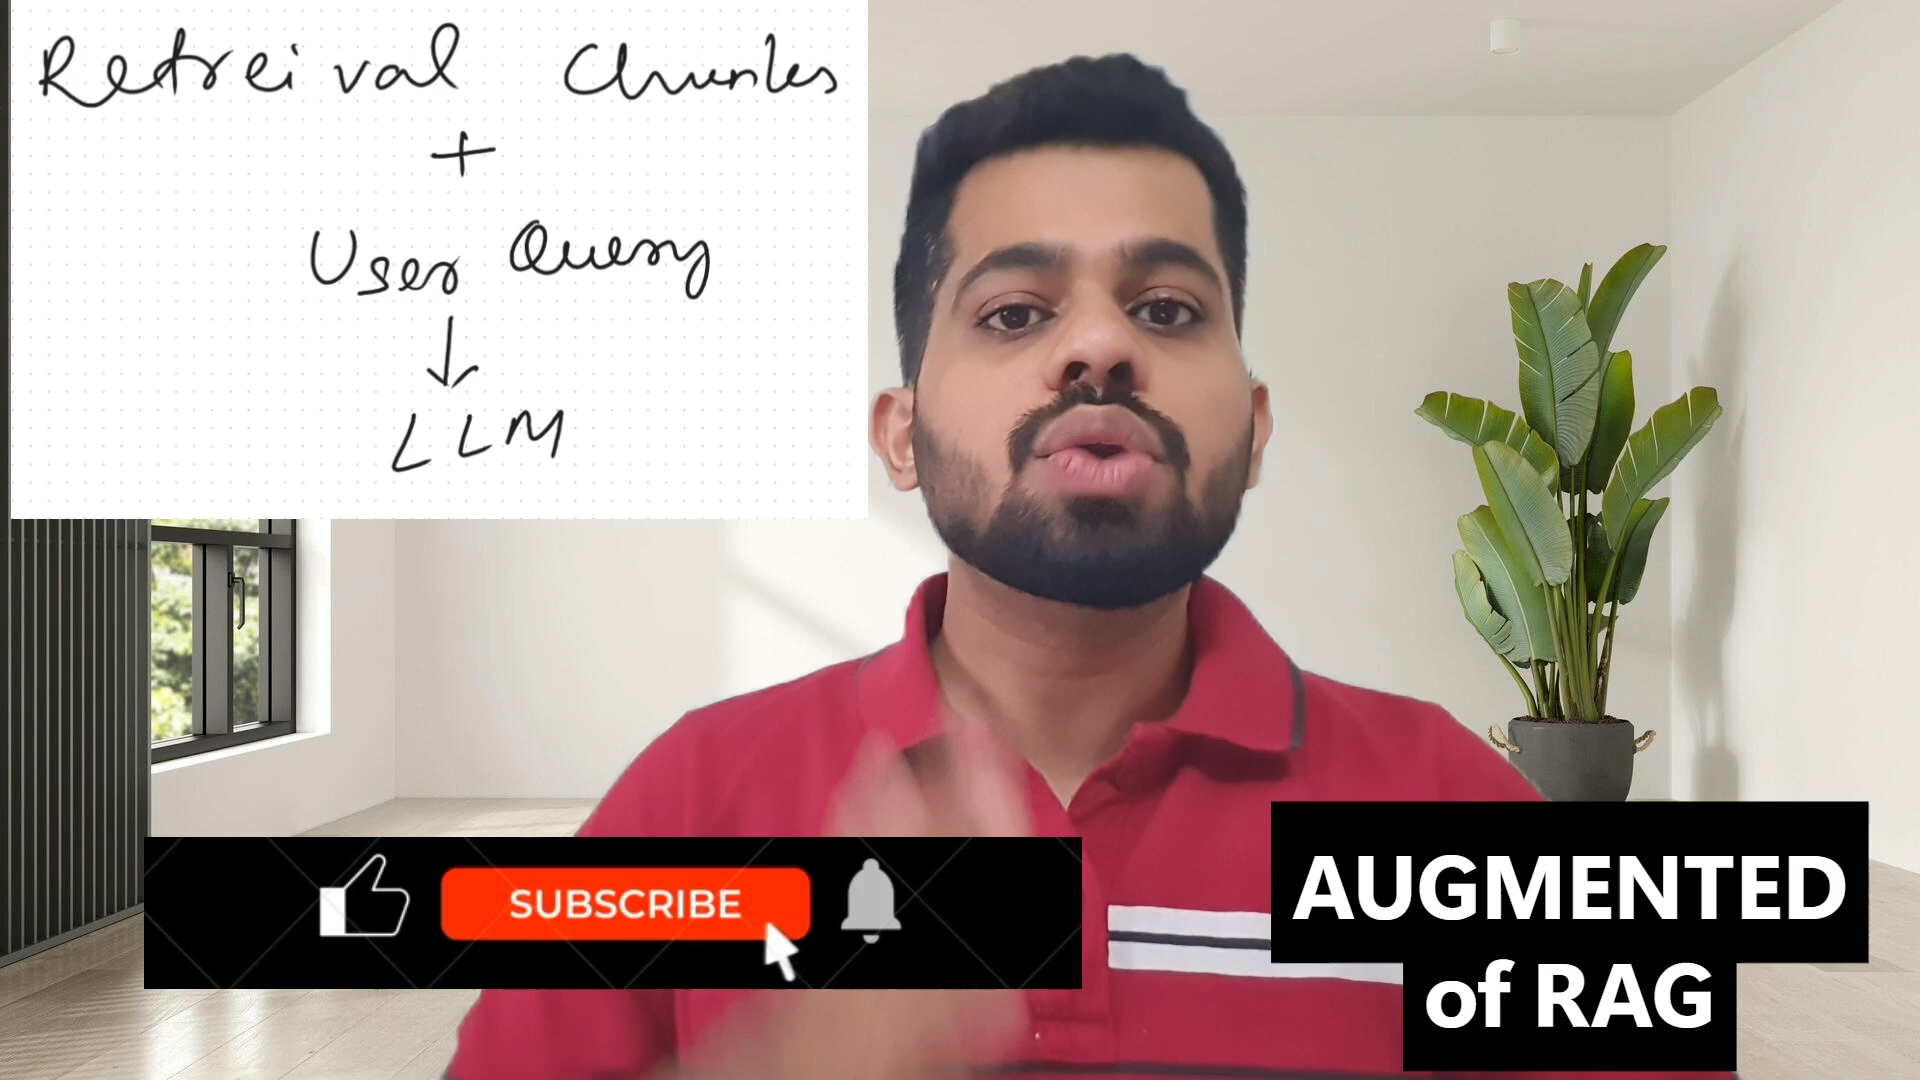 Retreival Chunks
+
User Query
↓
LLM
SUBSCRIBE
AUGMENTED
of RAG